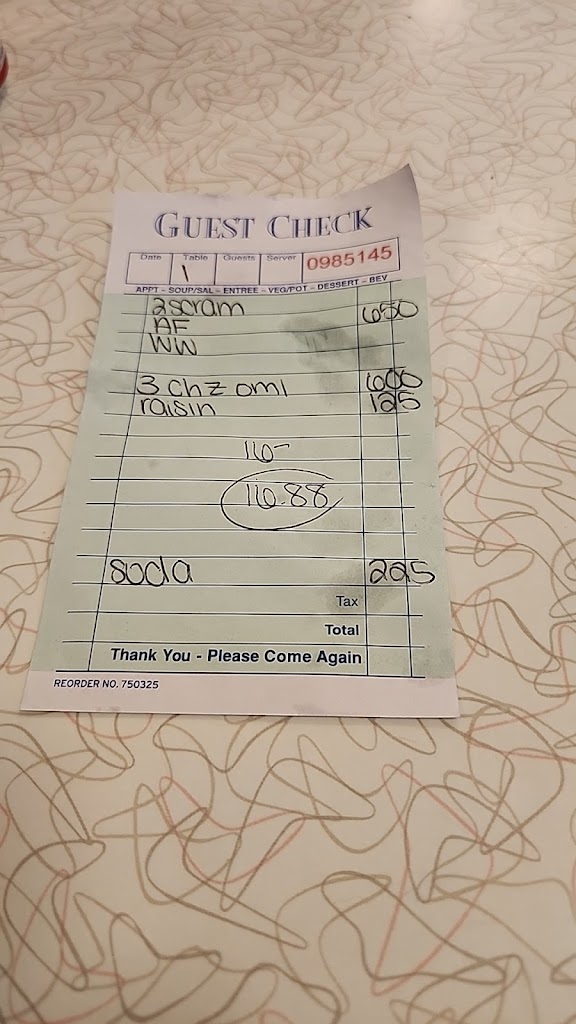 GUEST CHECK
Date Table Guests Server 0985145
1
APPT - SOUP/SAL - ENTREE - VEG/POT - DESSERT - BEV
2 scram 650
AF
WW
3 chz oml 600
raisin 125
16-
16.88
soda 225
Tax
Total
Thank You - Please Come Again
REORDER NO. 750325